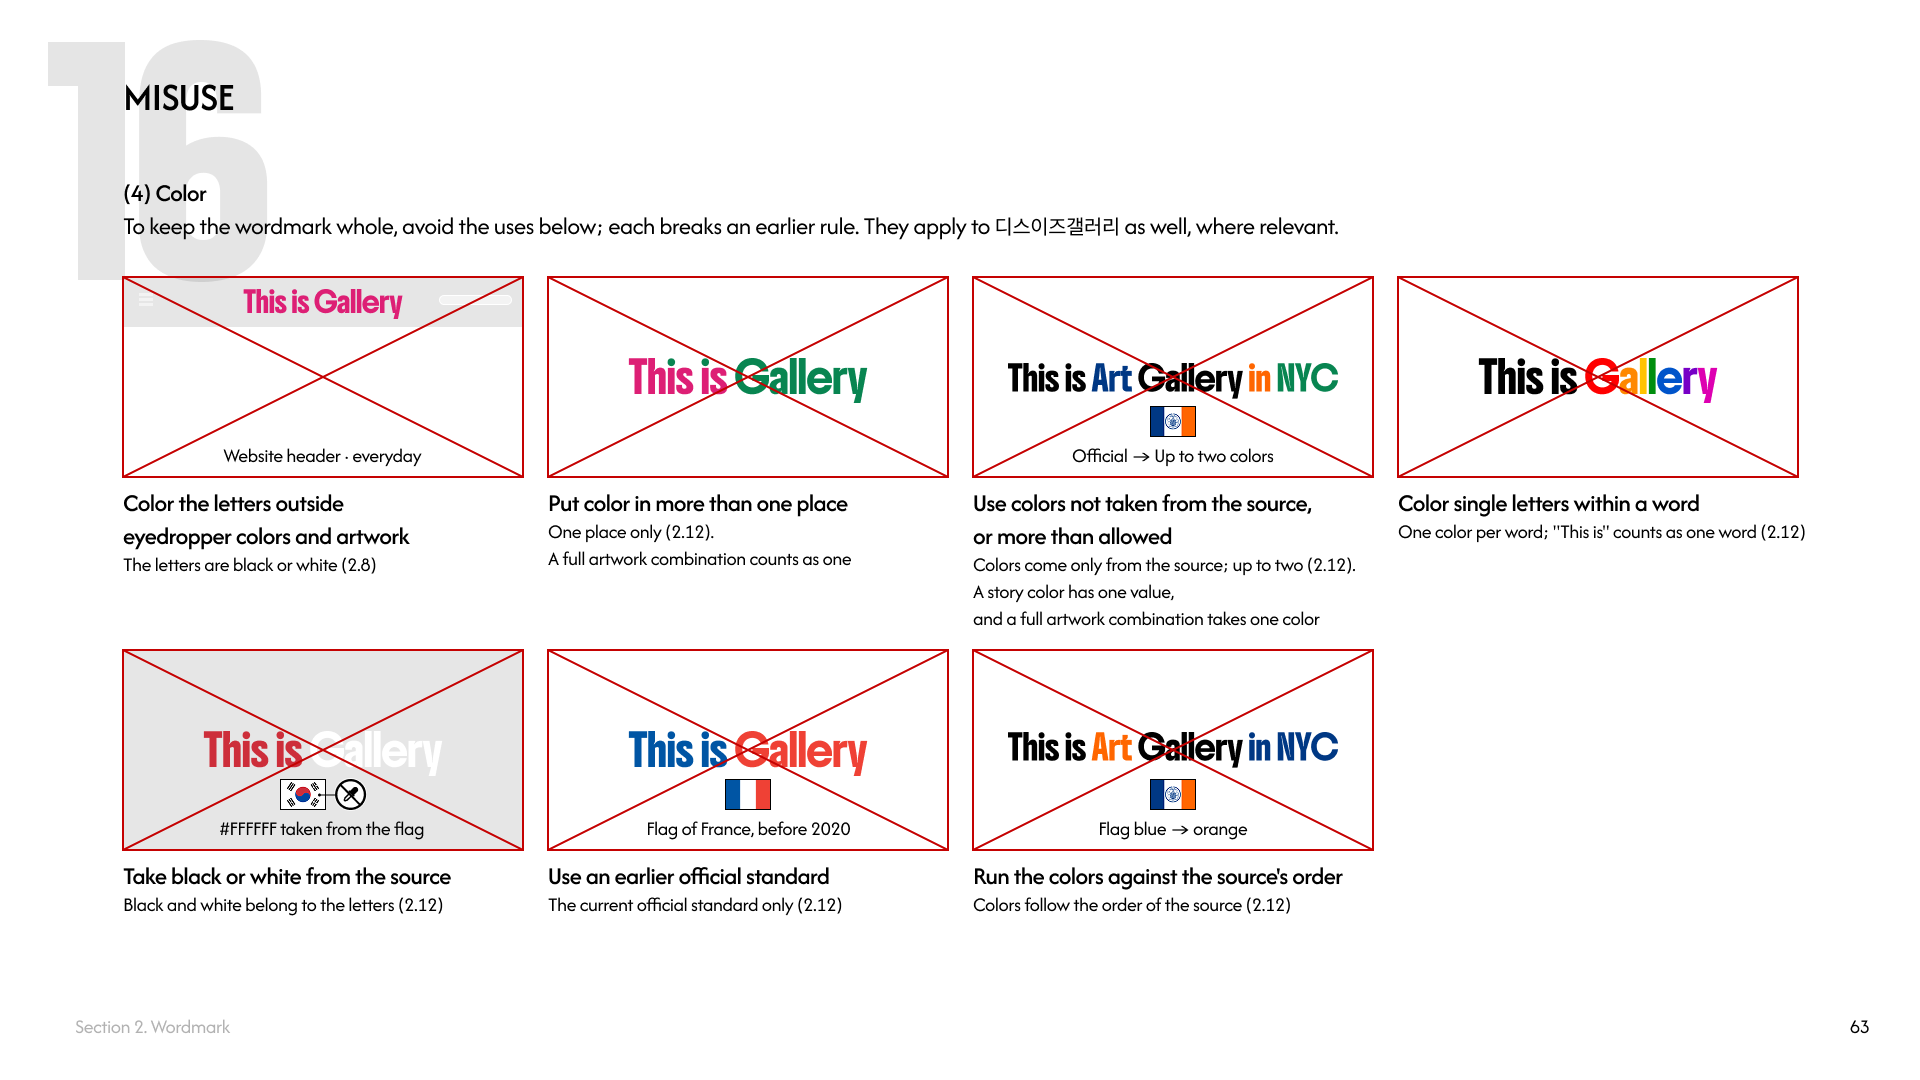 16
MISUSE
(4) Color
To keep the wordmark whole, avoid the uses below; each breaks an earlier rule. They apply to 디스이즈갤러리 as well, where relevant.
This is Gallery
Website header · everyday
Color the letters outside
eyedropper colors and artwork
The letters are black or white (2.8)
This is Gallery
Put color in more than one place
One place only (2.12).
A full artwork combination counts as one
This is Art Gallery in NYC
Official → Up to two colors
Use colors not taken from the source,
or more than allowed
Colors come only from the source; up to two (2.12).
A story color has one value,
and a full artwork combination takes one color
This is Gallery
Color single letters within a word
One color per word; "This is" counts as one word (2.12)
This is Gallery
#FFFFFF taken from the flag
Take black or white from the source
Black and white belong to the letters (2.12)
This is Gallery
Flag of France, before 2020
Use an earlier official standard
The current official standard only (2.12)
This is Art Gallery in NYC
Flag blue → orange
Run the colors against the source's order
Colors follow the order of the source (2.12)
Section 2. Wordmark
63